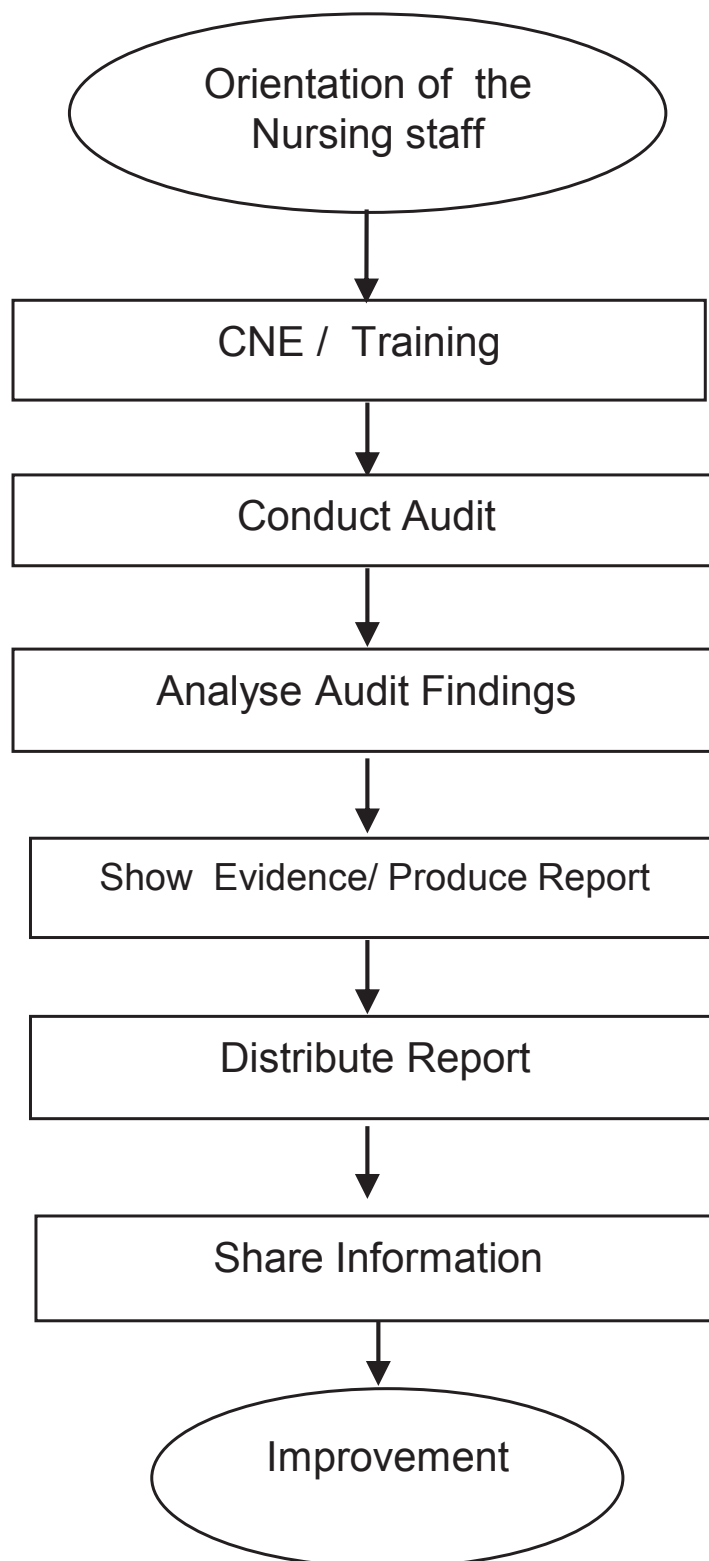 Orientation of the
Nursing staff
CNE / Training
Conduct Audit
Analyse Audit Findings
Show Evidence/ Produce Report
Distribute Report
Share Information
Improvement